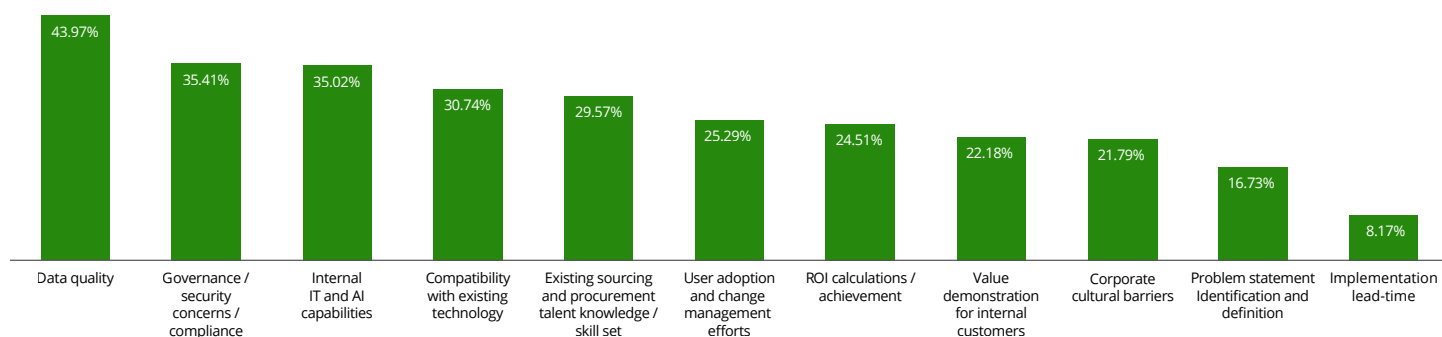 43.97%
35.41%
35.02%
30.74%
29.57%
25.29%
24.51%
22.18%
21.79%
16.73%
8.17%
Data quality
Governance /
security
concerns /
compliance
Internal
IT and AI
capabilities
Compatibility
with existing
technology
Existing sourcing
and procurement
talent knowledge /
skill set
User adoption
and change
management
efforts
ROI calculations /
achievement
Value
demonstration
for internal
customers
Corporate
cultural barriers
Problem statement
Identification and
definition
Implementation
lead-time